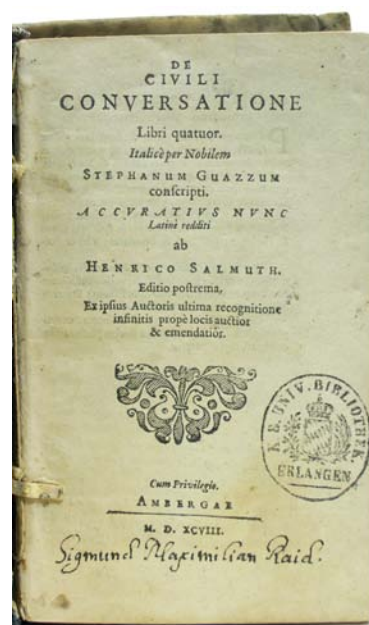 DE
CIVILI
CONVERSATIONE
Libri quatuor.
Italicè per Nobilem
STEPHANUM GUAZZUM
conscripti.
ACCVRATIVS NVNC
Latinè redditi
ab
HENRICO SALMUTH.
Editio postrema,
Ex ipsius Auctoris ultima recognitione
infinitis propè locis auctior
& emendatior.
K. B. UNIV. BIBLIOTHEK.
ERLANGEN
Cum Privilegio.
AMBERGAE
M. D. XCVIII.
Sigmund Maximilian Raid.